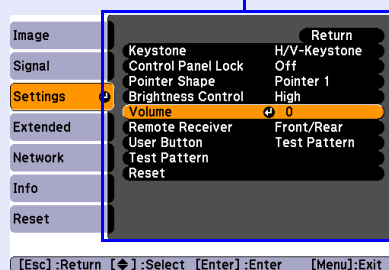 Image
Signal
Settings
Extended
Network
Info
Reset
Return
Keystone H/V-Keystone
Control Panel Lock Off
Pointer Shape Pointer 1
Brightness Control High
Volume 0
Remote Receiver Front/Rear
User Button Test Pattern
Test Pattern
Reset
[Esc] :Return [◆] :Select [Enter] :Enter [Menu]:Exit